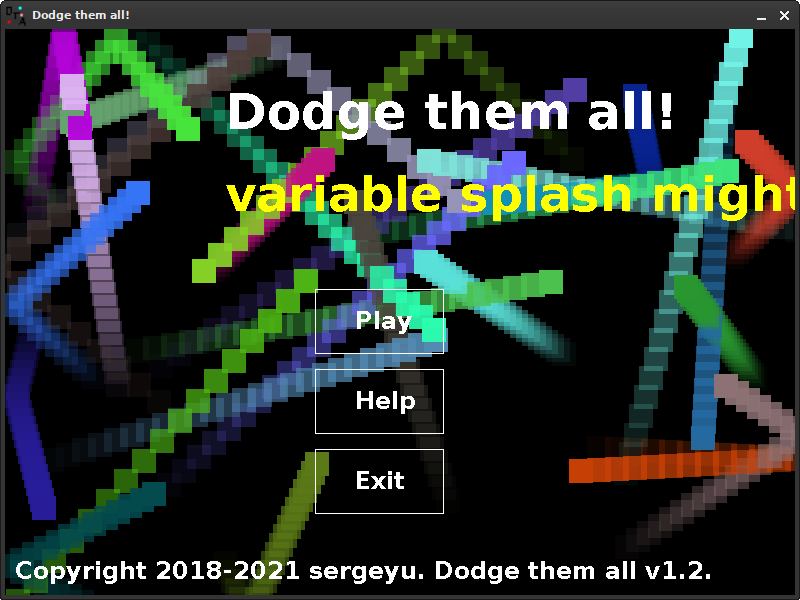 Dodge them all!
Dodge them all!
variable splash might
Play
Help
Exit
Copyright 2018-2021 sergeyu. Dodge them all v1.2.